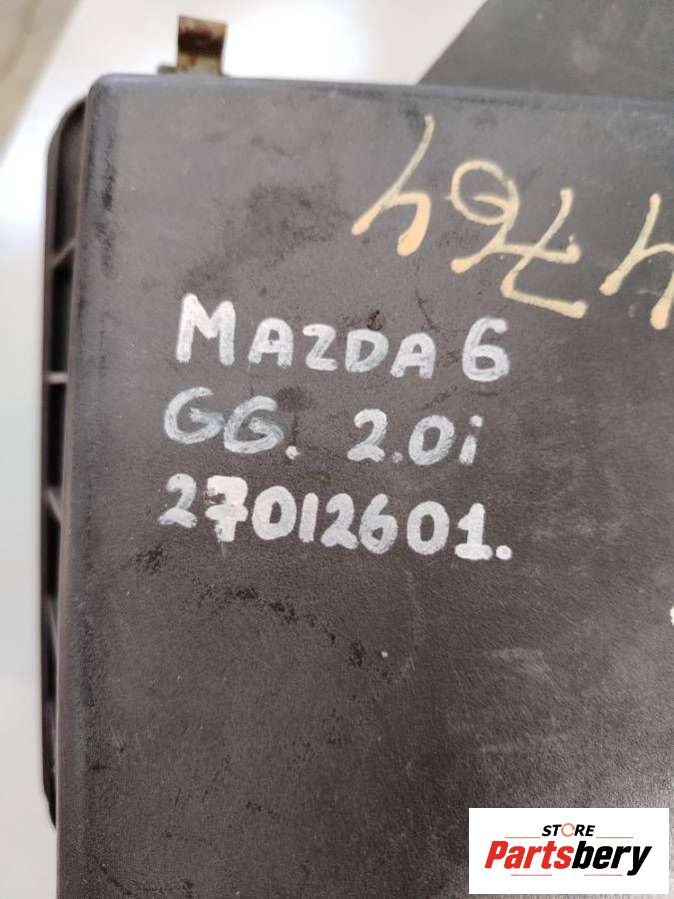 4764
MAZDA 6
GG. 2.0i
27012601.
STORE
Partsbery